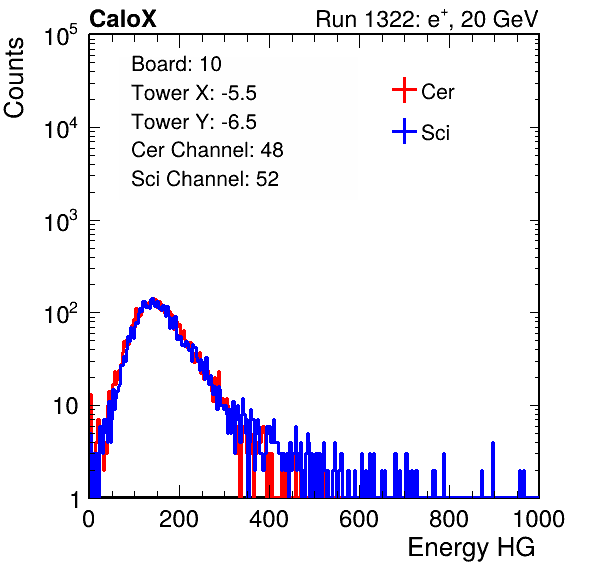 CaloX Run 1322: e⁺, 20 GeV
Counts
10⁵
10⁴
10³
10²
10
1
Board: 10
Tower X: -5.5
Tower Y: -6.5
Cer Channel: 48
Sci Channel: 52
Cer
Sci
0 200 400 600 800 1000
Energy HG